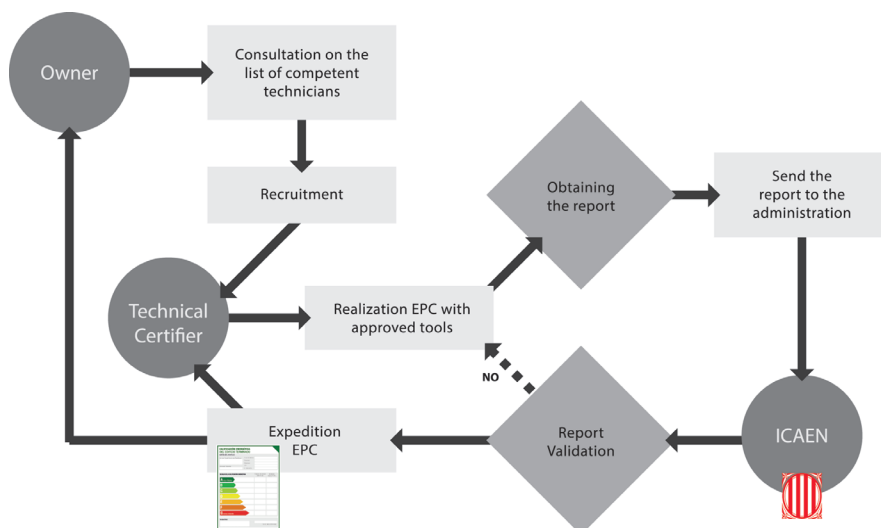 Owner
Consultation on the
list of competent
technicians
Recruitment
Technical
Certifier
Realization EPC with
approved tools
Obtaining
the report
Send the
report to the
administration
ICAEN
Report
Validation
NO
Expedition
EPC